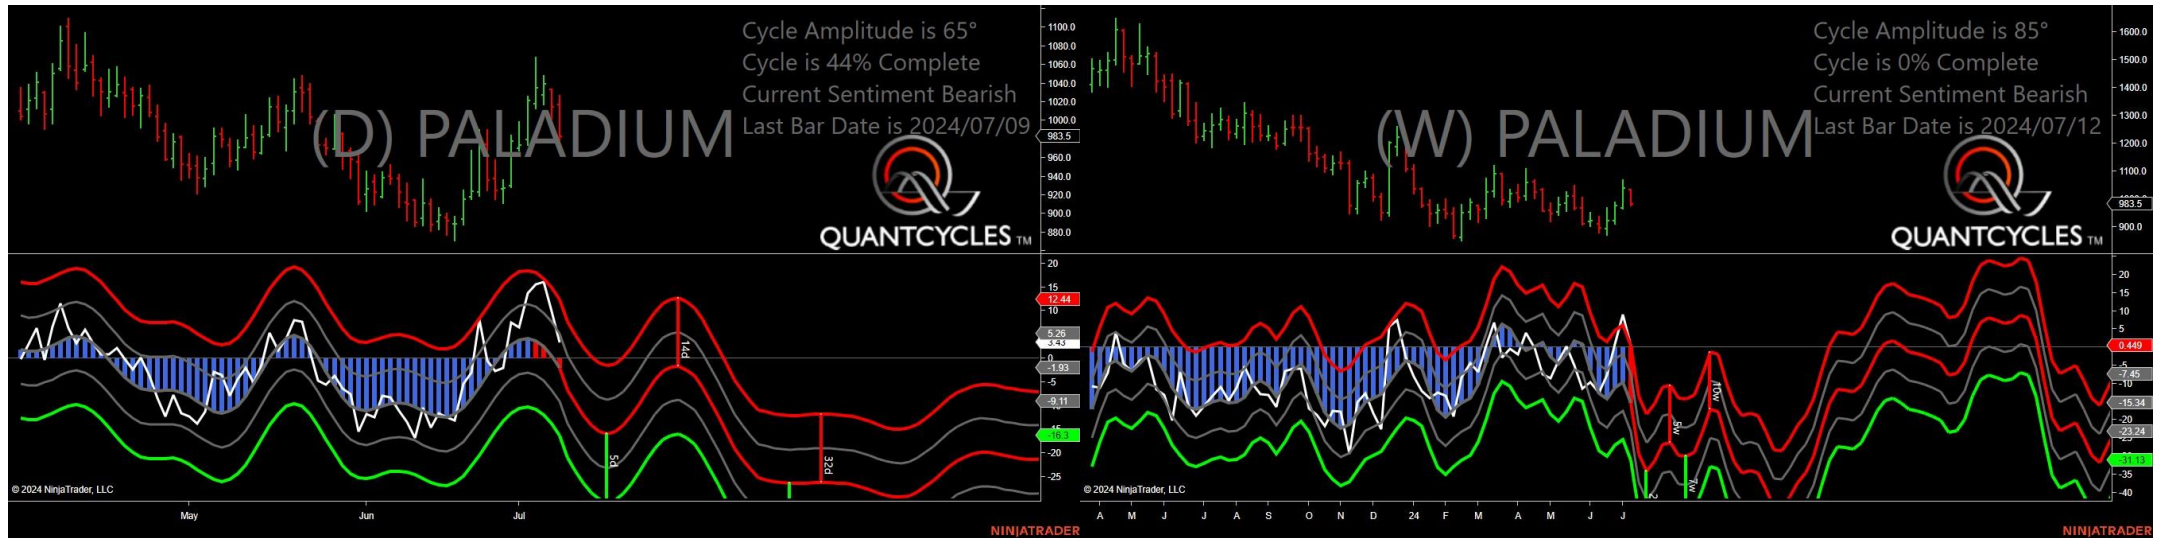 Cycle Amplitude is 65°
Cycle is 44% Complete
Current Sentiment Bearish
Last Bar Date is 2024/07/09
(D) PALADIUM
QUANTCYCLES TM
1100.0
1080.0
1060.0
1040.0
1020.0
1000.0
983.5
960.0
940.0
920.0
900.0
880.0
20
15
12.44
10
5.26
3.43
0
-1.93
-5
-9.11
-16.3
-20
-25
14d
5d
32d
© 2024 NinjaTrader, LLC
May
Jun
Jul
NINJATRADER
Cycle Amplitude is 85°
Cycle is 0% Complete
Current Sentiment Bearish
Last Bar Date is 2024/07/12
(W) PALADIUM
QUANTCYCLES TM
1600.0
1500.0
1400.0
1300.0
1200.0
1100.0
983.5
900.0
20
15
10
5
0.449
-7.45
-10
-15.34
-20
-23.24
-31.13
-35
-40
5w
10w
7w
2
© 2024 NinjaTrader, LLC
A
M
J
J
A
S
O
N
D
24
F
M
A
M
J
J
NINJATRADER